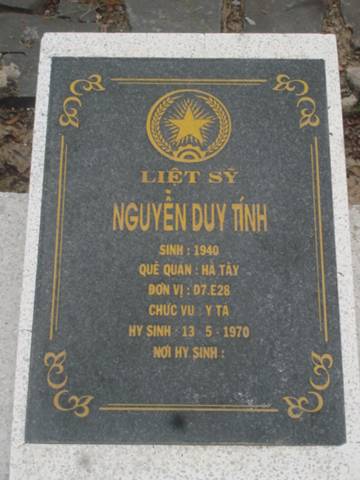 LIỆT SỸ
NGUYỄN DUY TÍNH
SINH : 1940
QUÊ QUÁN : HÀ TÂY
ĐƠN VỊ : D7.E28
CHỨC VỤ : Y TÁ
HY SINH : 13 - 5 - 1970
NƠI HY SINH :